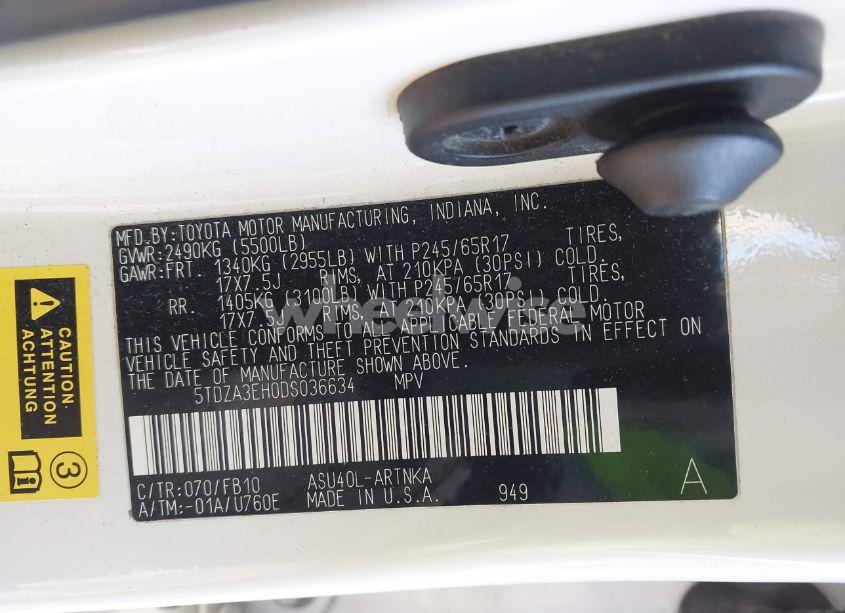 MFD.BY:TOYOTA MOTOR MANUFACTURING, INDIANA, INC.
GVWR:2490KG (5500LB)
GAWR:FRT. 1340KG (2955LB) WITH P245/65R17 TIRES,
17X7.5J RIMS, AT 210KPA (30PSI) COLD.
RR. 1405KG (3100LB) WITH P245/65R17 TIRES,
17X7.5J RIMS, AT 210KPA (30PSI) COLD.
THIS VEHICLE CONFORMS TO ALL APPLICABLE FEDERAL MOTOR
VEHICLE SAFETY AND THEFT PREVENTION STANDARDS IN EFFECT ON
THE DATE OF MANUFACTURE SHOWN ABOVE.
5TDZA3EH0DS036634 MPV
C/TR:070/FB10 ASU40L-ARTNKA
A/TM:-01A/U760E MADE IN U.S.A. 949 A
CAUTION
ATTENTION
ACHTUNG
3
i
wheelwise